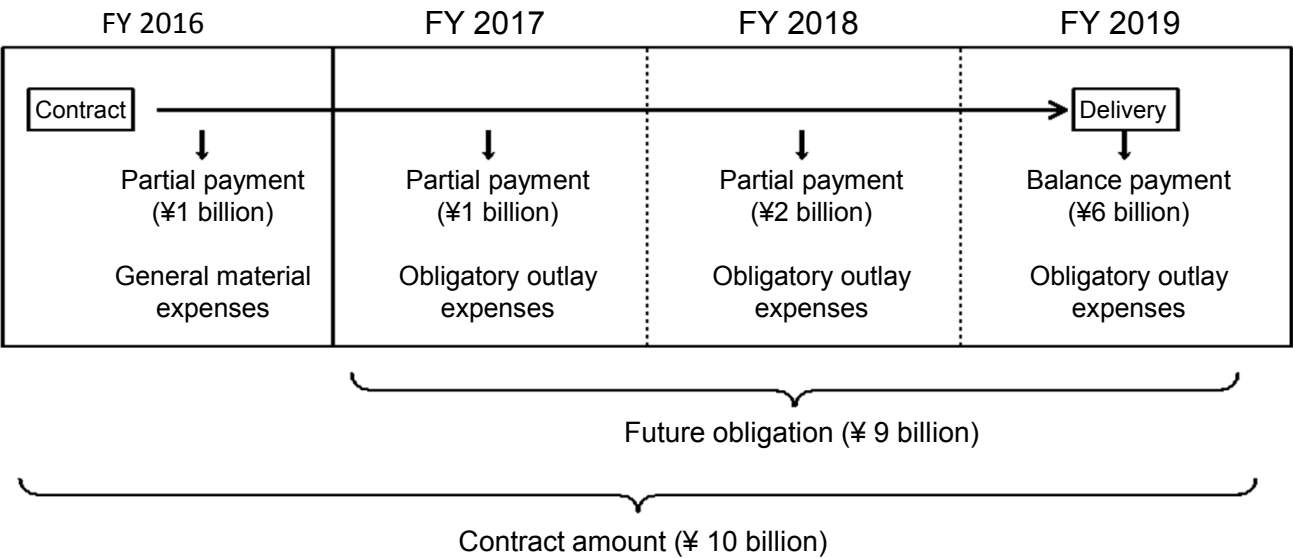 FY 2016
FY 2017
FY 2018
FY 2019
Contract
Delivery
Partial payment
(¥1 billion)
Partial payment
(¥1 billion)
Partial payment
(¥2 billion)
Balance payment
(¥6 billion)
General material
expenses
Obligatory outlay
expenses
Obligatory outlay
expenses
Obligatory outlay
expenses
Future obligation (¥ 9 billion)
Contract amount (¥ 10 billion)